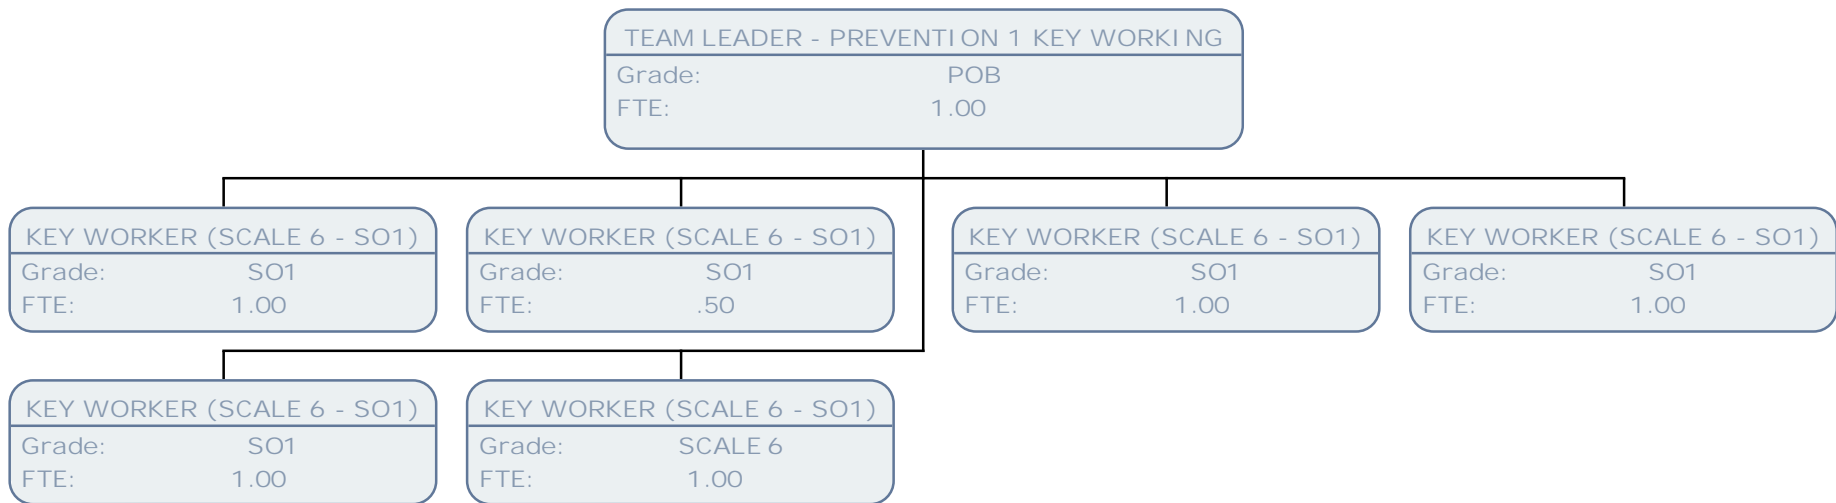 TEAM LEADER - PREVENTION 1 KEY WORKING
Grade: POB
FTE: 1.00
KEY WORKER (SCALE 6 - SO1)
Grade: SO1
FTE: 1.00
KEY WORKER (SCALE 6 - SO1)
Grade: SO1
FTE: .50
KEY WORKER (SCALE 6 - SO1)
Grade: SO1
FTE: 1.00
KEY WORKER (SCALE 6 - SO1)
Grade: SO1
FTE: 1.00
KEY WORKER (SCALE 6 - SO1)
Grade: SO1
FTE: 1.00
KEY WORKER (SCALE 6 - SO1)
Grade: SCALE 6
FTE: 1.00